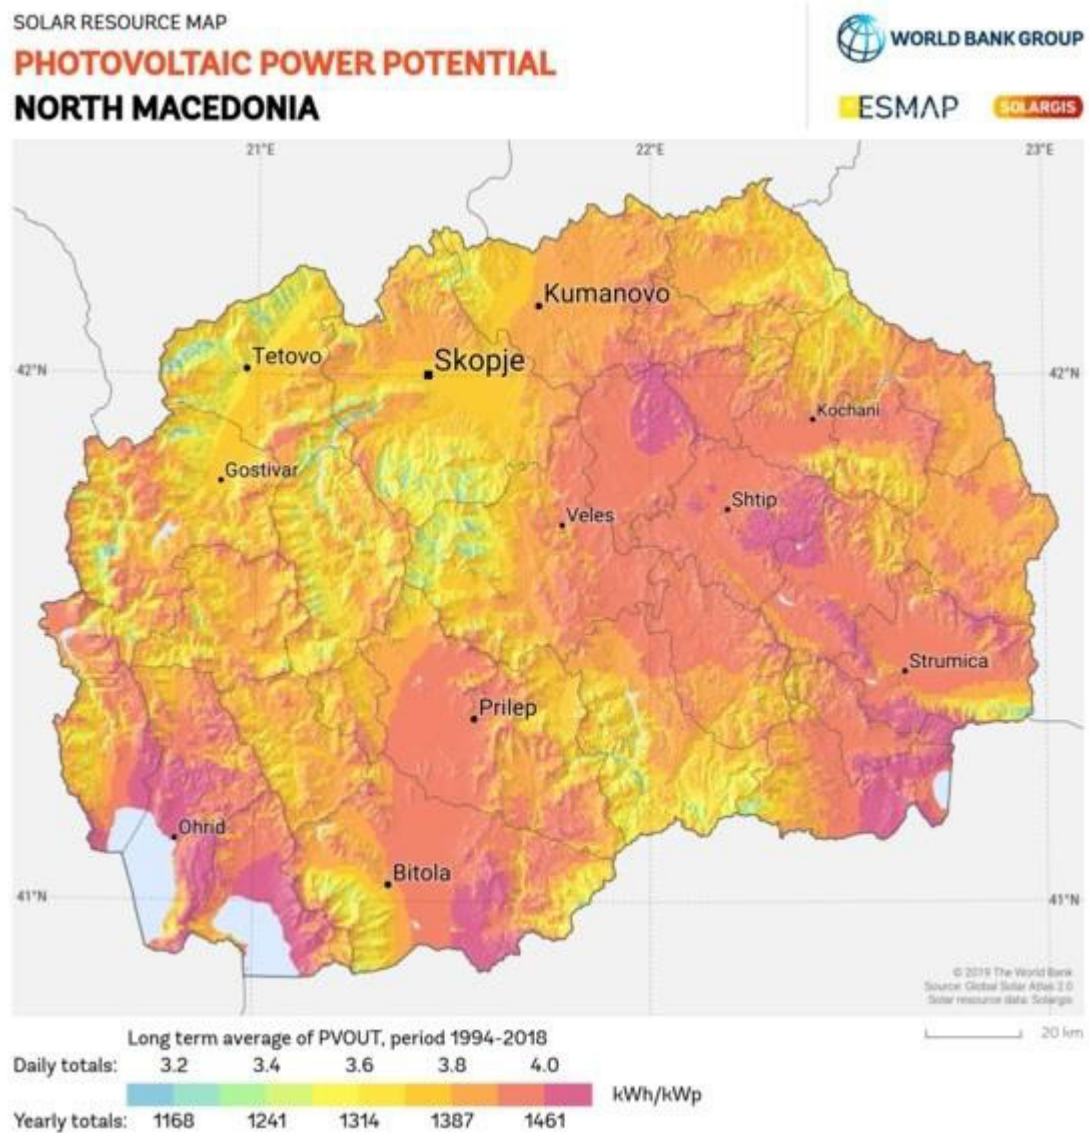 SOLAR RESOURCE MAP
PHOTOVOLTAIC POWER POTENTIAL
NORTH MACEDONIA
WORLD BANK GROUP
ESMAP
SOLARGIS
21°E 22°E 23°E
Kumanovo
42°N Tetovo Skopje 42°N
Kochani
Gostivar
Shtip
Veles
Strumica
Prilep
Ohrid
Bitola
41°N 41°N
© 2019 The World Bank
Source: Global Solar Atlas 2.0
Solar resource data: Solargis
20 km
Long term average of PVOUT, period 1994-2018
Daily totals: 3.2 3.4 3.6 3.8 4.0
kWh/kWp
Yearly totals: 1168 1241 1314 1387 1461